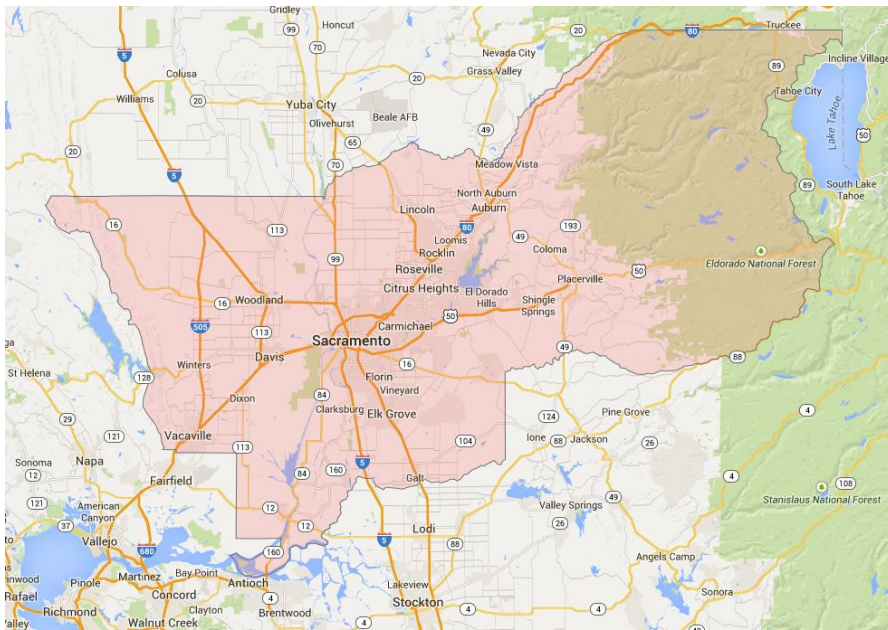 Gridley
Honcut
99
70
20
Truckee
80
5
Nevada City
Grass Valley
20
89
Incline Village
Tahoe City
Lake Tahoe
50
Colusa
Williams
20
20
Yuba City
Olivehurst
Beale AFB
65
70
49
20
5
Meadow Vista
89
South Lake
Tahoe
North Auburn
Auburn
Lincoln
80
16
113
193
Loomis
Rocklin
49
Coloma
99
Roseville
Citrus Heights
El Dorado
Hills
Placerville
50
Eldorado National Forest
Shingle
Springs
16
Woodland
505
113
Carmichael
50
Sacramento
Davis
Winters
128
St Helena
16
49
88
Florin
Vineyard
84
Dixon
Clarksburg
Elk Grove
29
121
Vacaville
113
124
Pine Grove
4
Ione
88
Jackson
26
104
5
160
84
Sonoma
12
Napa
121
Fairfield
Galt
4
108
Stanislaus National Forest
American
Canyon
12
12
Valley Springs
49
37
Vallejo
680
160
Lodi
88
26
5
Angels Camp
Rafael
Pinole
Martinez
Bay Point
Antioch
Concord
4
Clayton
Brentwood
Richmond
Walnut Creek
Lakeview
Stockton
4
4
Sonora